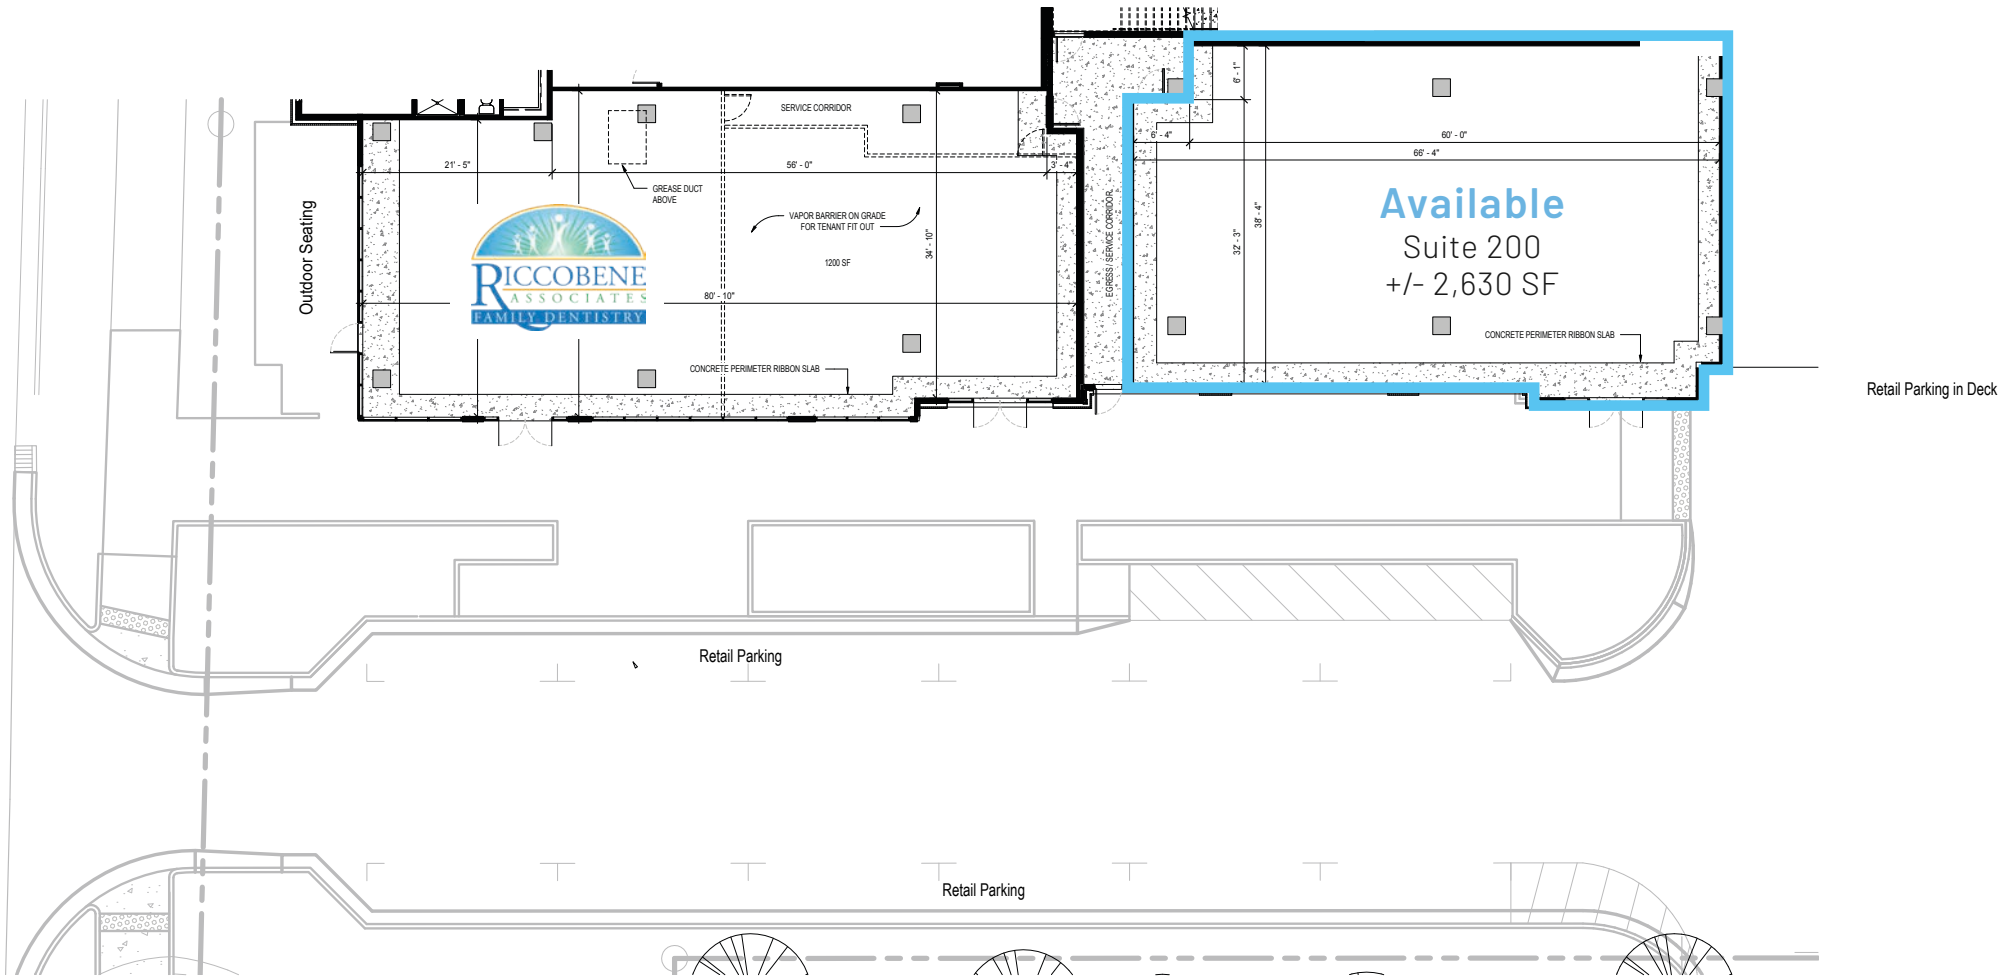 SERVICE CORRIDOR
6' - 1"
6' - 4"
60' - 0"
66' - 4"
21' - 5"
56' - 0"
3' - 4"
GREASE DUCT
ABOVE
VAPOR BARRIER ON GRADE
FOR TENANT FIT OUT
1200 SF
34' - 10"
80' - 10"
Outdoor Seating
RICCOBENE
ASSOCIATES
FAMILY DENTISTRY
EGRESS / SERVICE CORRIDOR
32' - 3"
38' - 4"
Available
Suite 200
+/- 2,630 SF
CONCRETE PERIMETER RIBBON SLAB
CONCRETE PERIMETER RIBBON SLAB
Retail Parking in Deck
Retail Parking
Retail Parking